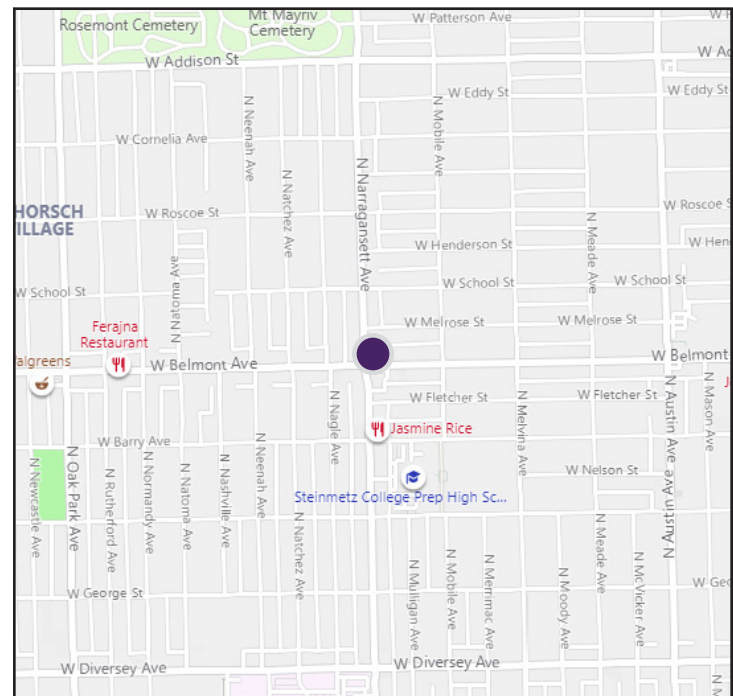 Rosemont Cemetery
Mt Mayriv
Cemetery
W Patterson Ave
W Addison St
W Eddy St
W Eddy St
W Cornelia Ave
N Neenah Ave
N Mobile Ave
N Natchez Ave
N Narragansett Ave
HORSCH
ILLAGE
W Roscoe St
W Roscoe S
N Meade Ave
W Henderson St
W Hen
N Natoma Ave
W School St
W School St
W School St
W Melrose St
W Melrose St
Ferajna
Restaurant
algreens
W Belmont Ave
W Belmont
W Fletcher St
W Fletcher St
N Nagle Ave
N Melvina Ave
N Austin Ave
N Austin Ave
N Mason Ave
Jasmine Rice
W Barry Ave
N Newcastle Ave
N Oak Park Ave
N Rutherford Ave
N Normandy Ave
N Natoma Ave
N Nashville Ave
N Neenah Ave
N Natchez Ave
Steinmetz College Prep High Sc...
W Nelson St
N Mulligan Ave
N Mobile Ave
N Merrimac Ave
N Moody Ave
N Meade Ave
N McVicker Ave
W George St
W Geo
W Diversey Ave
W Diversey Ave